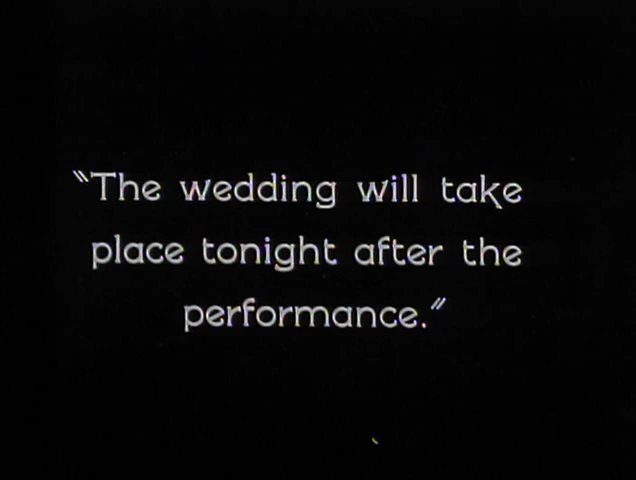 "The wedding will take
place tonight after the
performance."